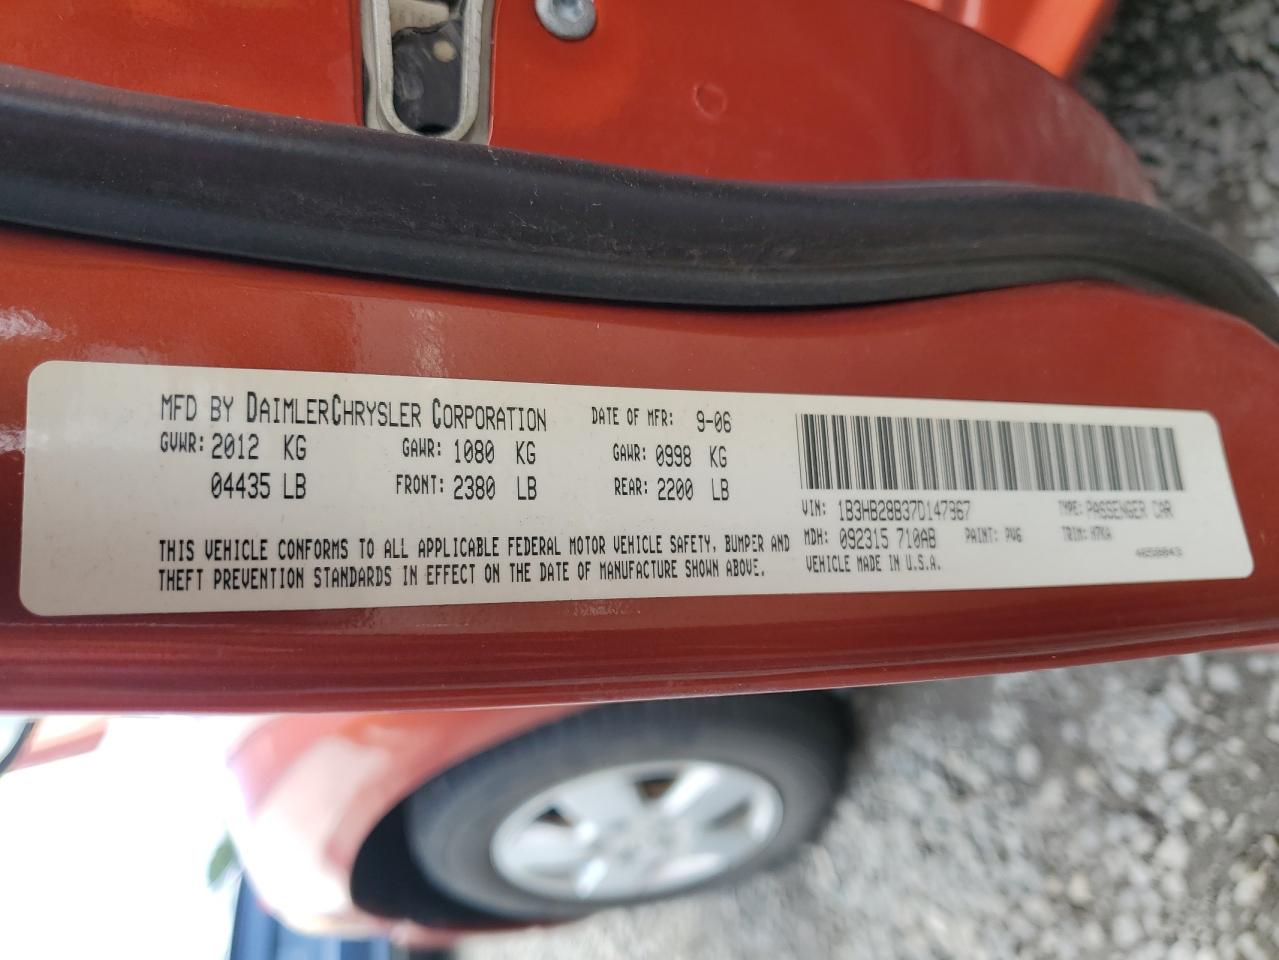 MFD BY DAIMLERCHRYSLER CORPORATION DATE OF MFR: 9-06
GVWR: 2012 KG GAWR: 1080 KG GAWR: 0998 KG
04435 LB FRONT: 2380 LB REAR: 2200 LB
THIS VEHICLE CONFORMS TO ALL APPLICABLE FEDERAL MOTOR VEHICLE SAFETY, BUMPER AND
THEFT PREVENTION STANDARDS IN EFFECT ON THE DATE OF MANUFACTURE SHOWN ABOVE.
VIN: 1B3HB28B37D147367 TYPE: PASSENGER CAR
MDH: 092315 710AB PAINT: PV6 TRIM: H7KA
VEHICLE MADE IN U.S.A.